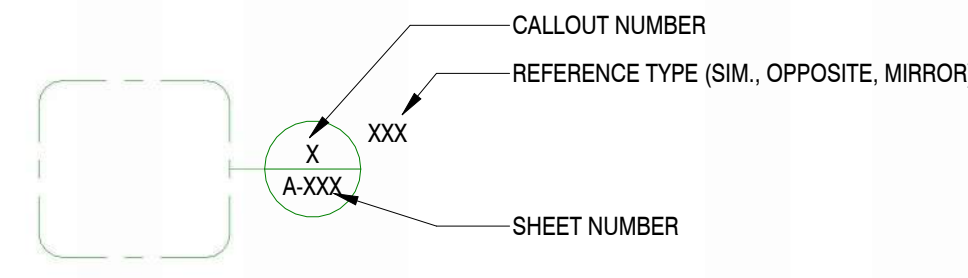 CALLOUT NUMBER
REFERENCE TYPE (SIM., OPPOSITE, MIRROR)
XXX
X
A-XXX
SHEET NUMBER